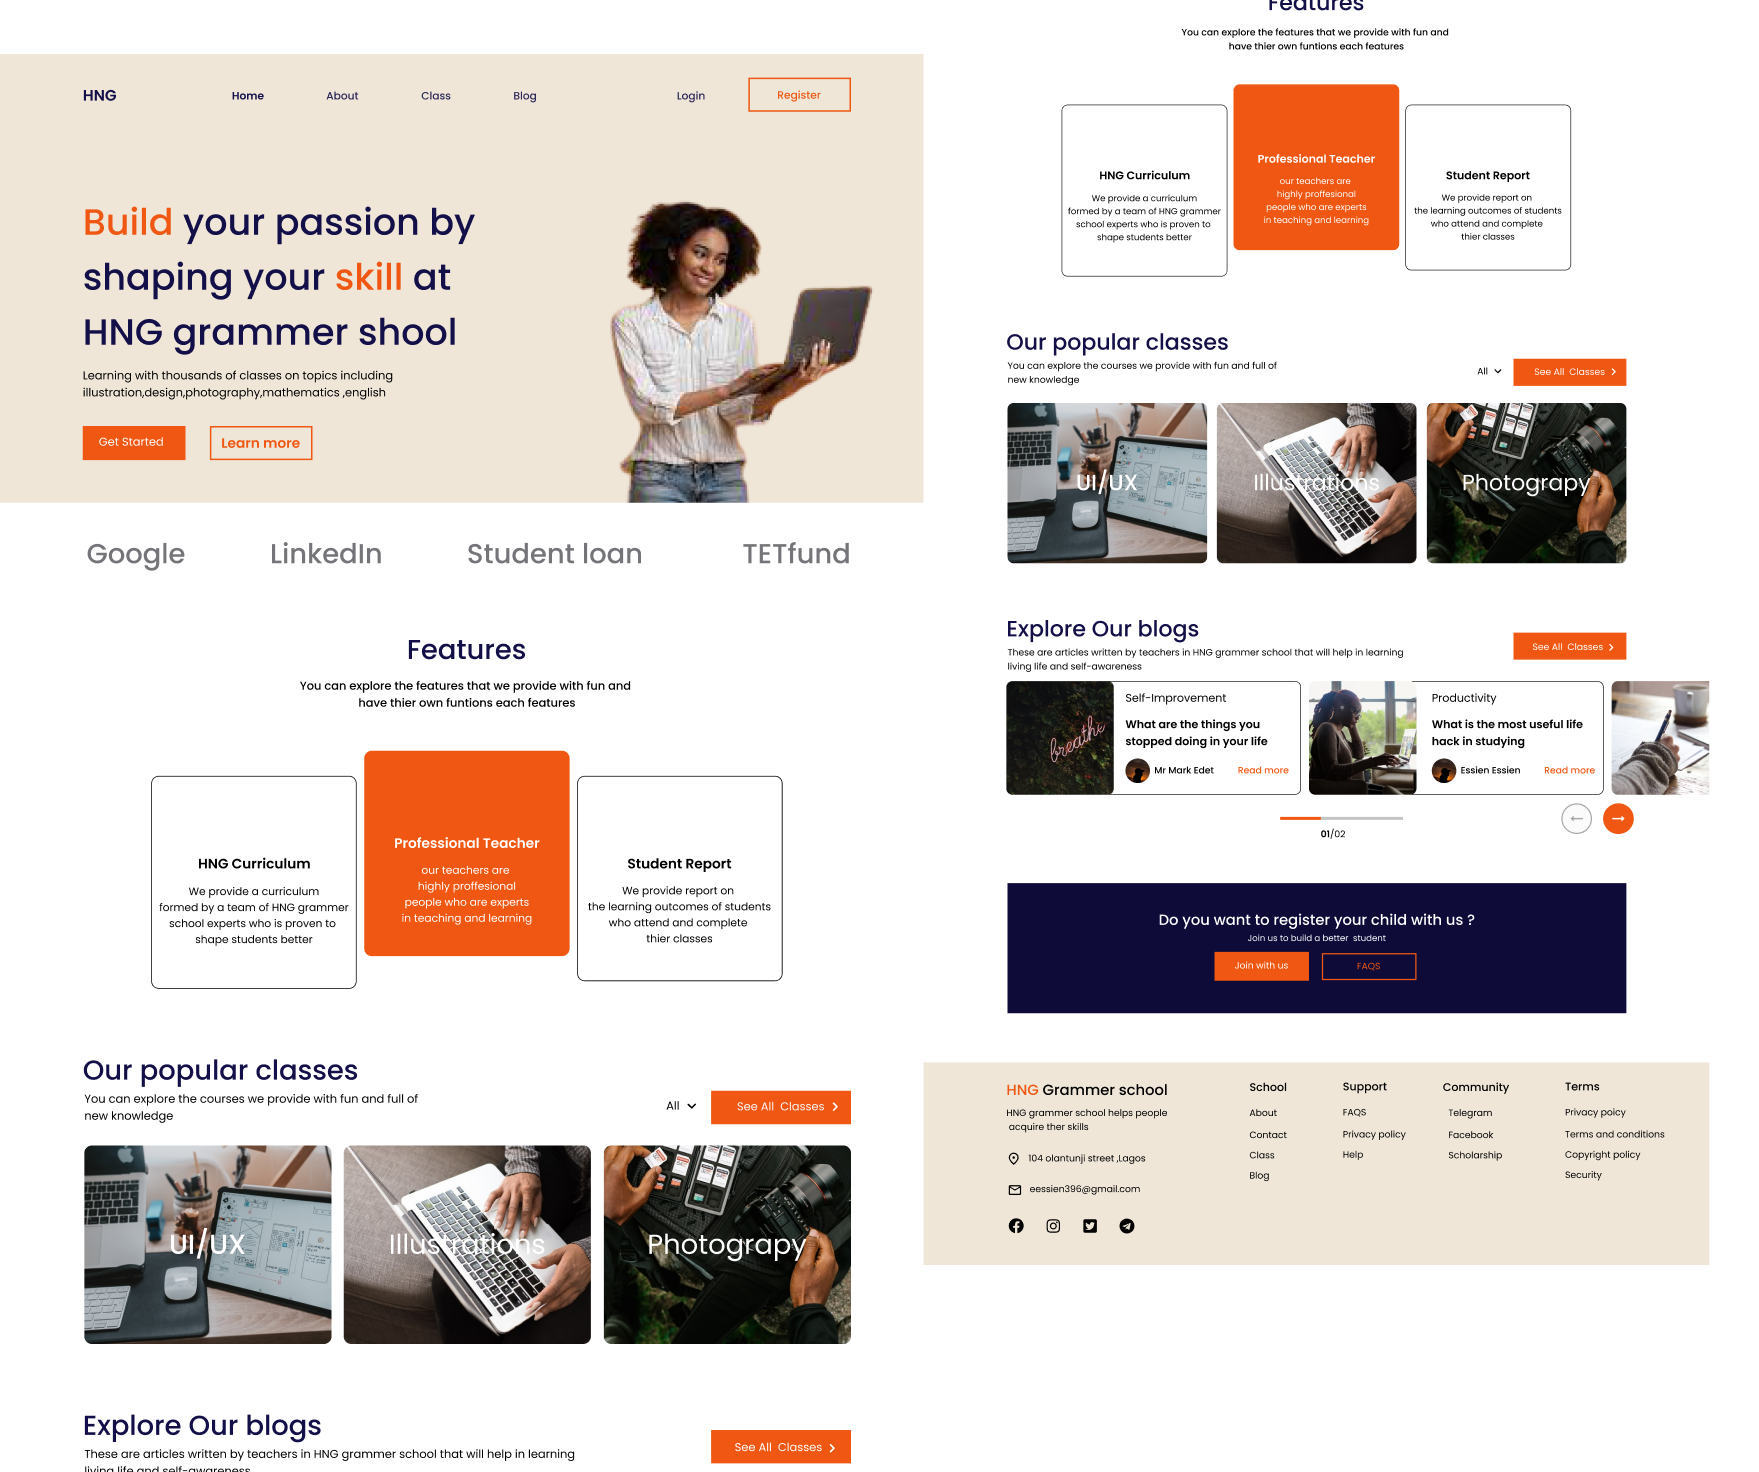 HNG
Home
About
Class
Blog
Login
Register
Build your passion by
shaping your skill at
HNG grammer shool
Learning with thousands of classes on topics including
illustration,design,photography,mathematics ,english
Get Started
Learn more
Google
LinkedIn
Student loan
TETfund
Features
You can explore the features that we provide with fun and
have thier own funtions each features
HNG Curriculum
We provide a curriculum
formed by a team of HNG grammer
school experts who is proven to
shape students better
Professional Teacher
our teachers are
highly proffesional
people who are experts
in teaching and learning
Student Report
We provide report on
the learning outcomes of students
who attend and complete
thier classes
Our popular classes
You can explore the courses we provide with fun and full of
new knowledge
All
See All Classes
UI/UX
Illustrations
Photograpy
Explore Our blogs
These are articles written by teachers in HNG grammer school that will help in learning
living life and self-awareness
See All Classes
Features
You can explore the features that we provide with fun and
have thier own funtions each features
HNG Curriculum
We provide a curriculum
formed by a team of HNG grammer
school experts who is proven to
shape students better
Professional Teacher
our teachers are
highly proffesional
people who are experts
in teaching and learning
Student Report
We provide report on
the learning outcomes of students
who attend and complete
thier classes
Our popular classes
You can explore the courses we provide with fun and full of
new knowledge
All
See All Classes
UI/UX
Illustrations
Photograpy
Explore Our blogs
These are articles written by teachers in HNG grammer school that will help in learning
living life and self-awareness
See All Classes
breathe
Self-Improvement
What are the things you
stopped doing in your life
Mr Mark Edet
Read more
Productivity
What is the most useful life
hack in studying
Essien Essien
Read more
01/02
Do you want to register your child with us ?
Join us to build a better student
Join with us
FAQS
HNG Grammer school
HNG grammer school helps people
acquire ther skills
104 olantunji street ,Lagos
eessien396@gmail.com
School
About
Contact
Class
Blog
Support
FAQS
Privacy policy
Help
Community
Telegram
Facebook
Scholarship
Terms
Privacy poicy
Terms and conditions
Copyright policy
Security